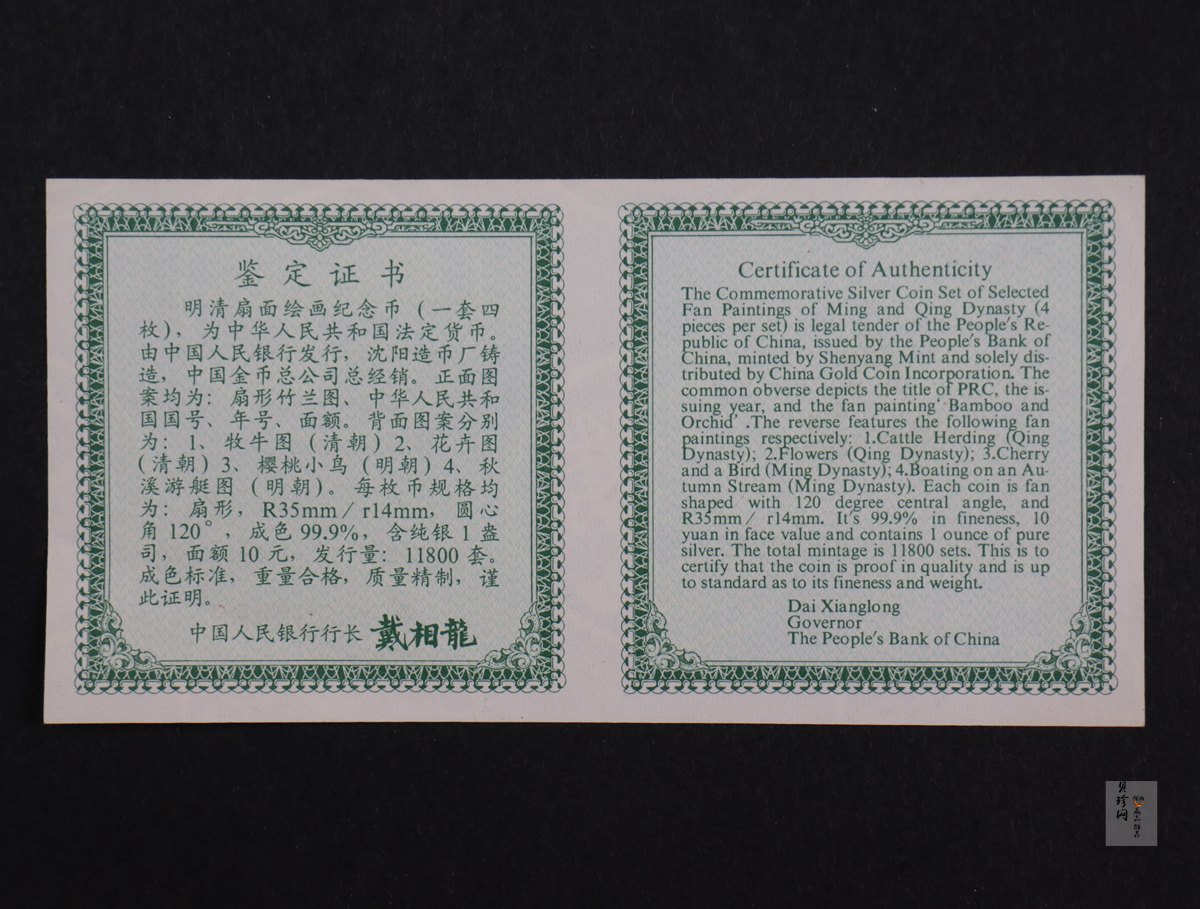 鉴定证书
明清扇面绘画纪念币（一套四
枚），为中华人民共和国法定货币。
由中国人民银行发行，沈阳造币厂铸
造，中国金币总公司总经销。正面图
案均为：扇形竹兰图、中华人民共和
国国号、年号、面额。背面图案分别
为：1、牧牛图（清朝）2、花卉图
（清朝）3、樱桃小鸟（明朝）4、秋
溪游艇图（明朝）。每枚币规格均
为：扇形，R35mm／r14mm，圆心
角120°，成色99.9%，含纯银1盎
司，面额10元，发行量：11800套。
成色标准，重量合格，质量精制，谨
此证明。
中国人民银行行长 戴相龍
Certificate of Authenticity
The Commemorative Silver Coin Set of Selected
Fan Paintings of Ming and Qing Dynasty (4
pieces per set) is legal tender of the People's Re-
public of China, issued by the People's Bank of
China, minted by Shenyang Mint and solely dis-
tributed by China Gold Coin Incorporation. The
common obverse depicts the title of PRC, the is-
suing year, and the fan painting' Bamboo and
Orchid' .The reverse features the following fan
paintings respectively: 1.Cattle Herding (Qing
Dynasty); 2.Flowers (Qing Dynasty); 3.Cherry
and a Bird (Ming Dynasty); 4.Boating on an Au-
tumn Stream (Ming Dynasty). Each coin is fan
shaped with 120 degree central angle, and
R35mm／r14mm. It's 99.9% in fineness, 10
yuan in face value and contains 1 ounce of pure
silver. The total mintage is 11800 sets. This is to
certify that the coin is proof in quality and is up
to standard as to its fineness and weight.
Dai Xianglong
Governor
The People's Bank of China